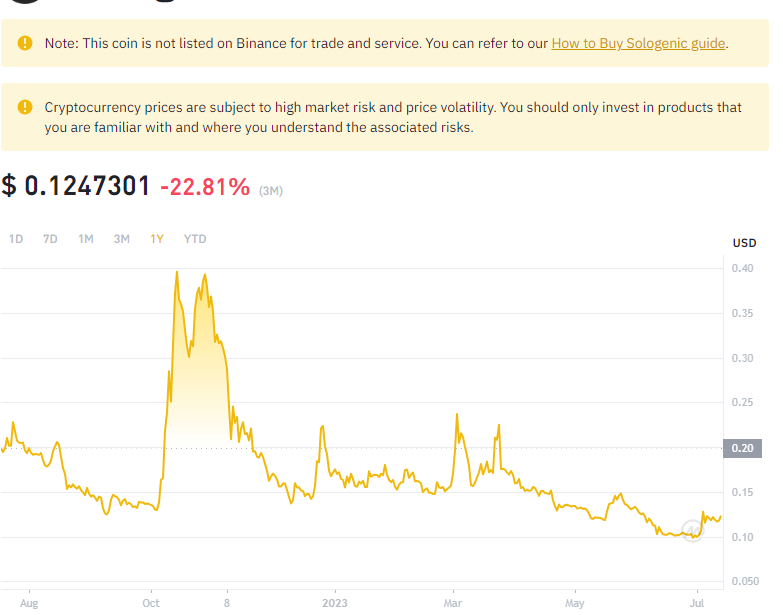 Note: This coin is not listed on Binance for trade and service. You can refer to our How to Buy Sologenic guide.
Cryptocurrency prices are subject to high market risk and price volatility. You should only invest in products that
you are familiar with and where you understand the associated risks.
$ 0.1247301 -22.81% (3M)
1D 7D 1M 3M 1Y YTD
USD
0.40
0.35
0.30
0.25
0.20
0.15
0.10
0.050
Aug Oct 8 2023 Mar May Jul